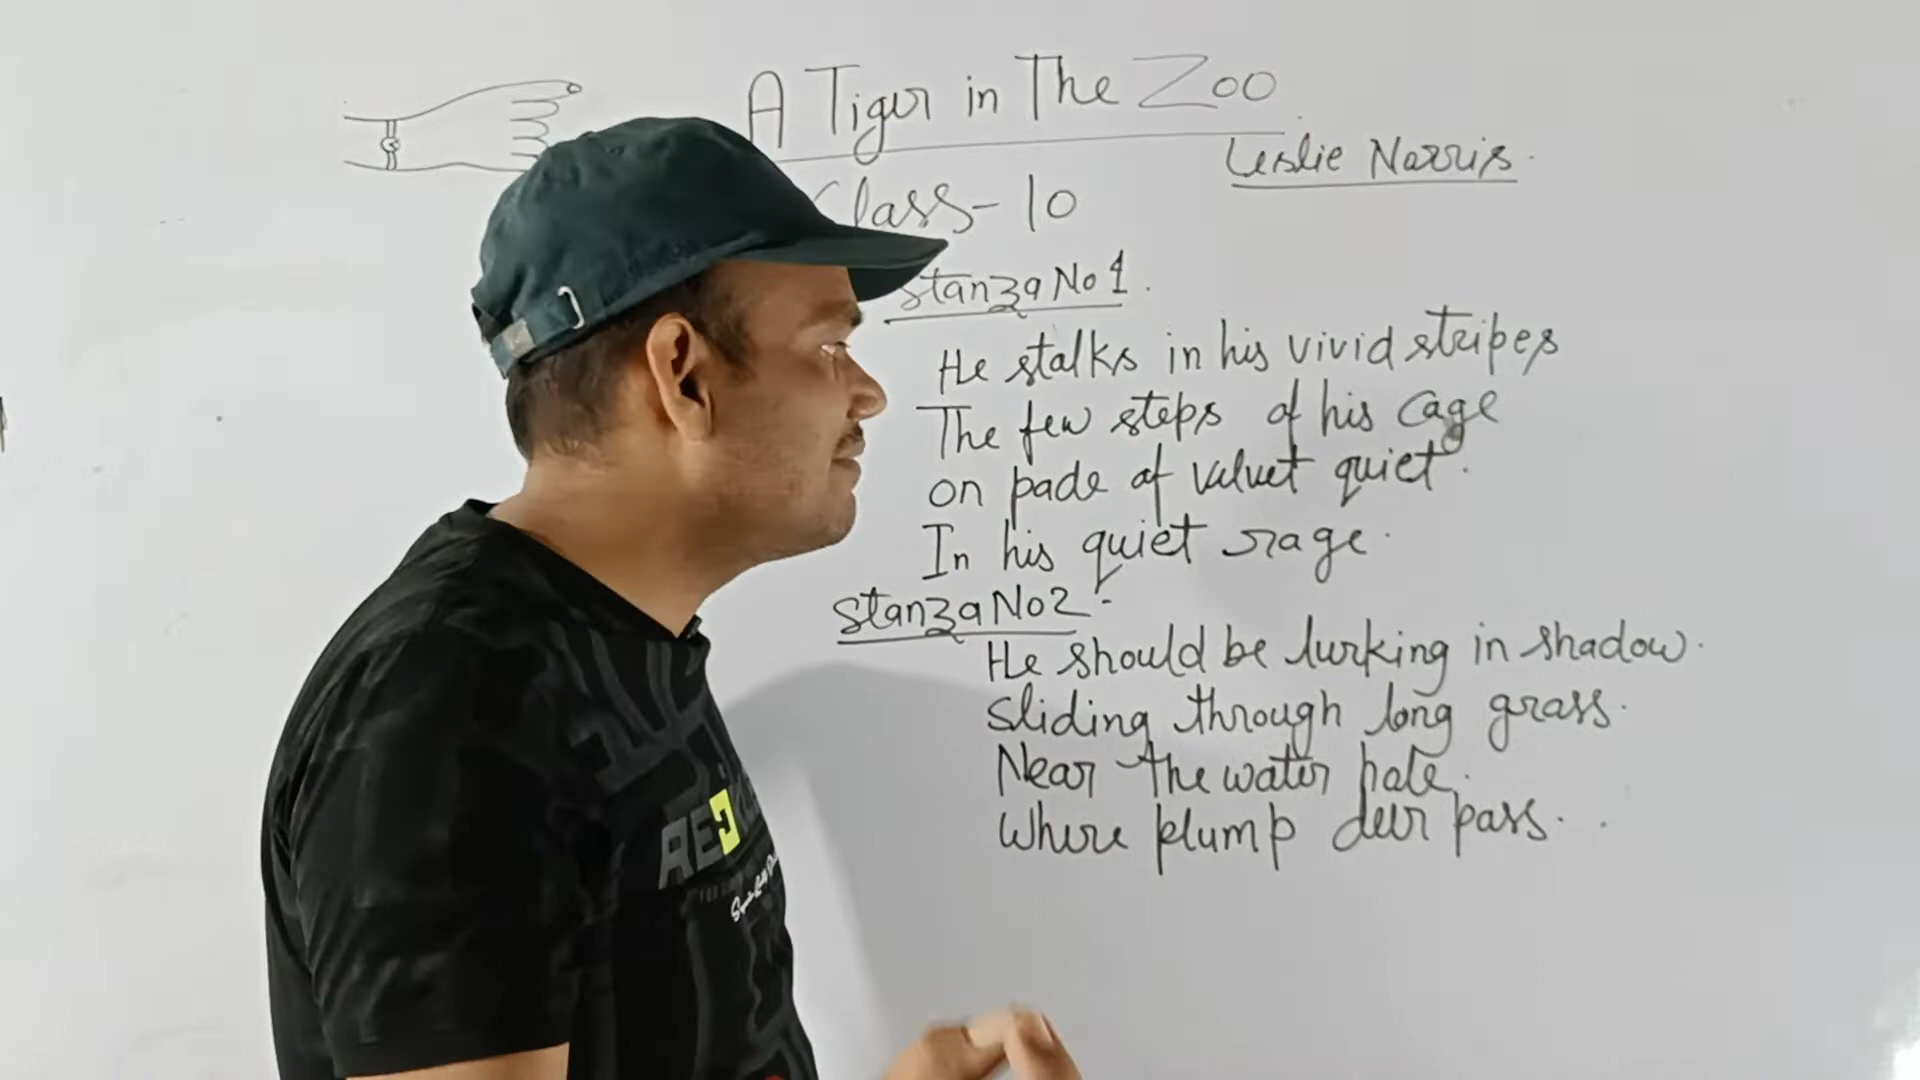 A Tiger in The Zoo
Leslie Norris.
Class-10
Stanza No 1.
He stalks in his vivid stripes
The few steps of his Cage
on pade of velvet quiet.
In his quiet rage.
Stanza No 2 -
He should be lurking in shadow.
sliding through long grass.
Near the water hole.
Where plump deer pass.